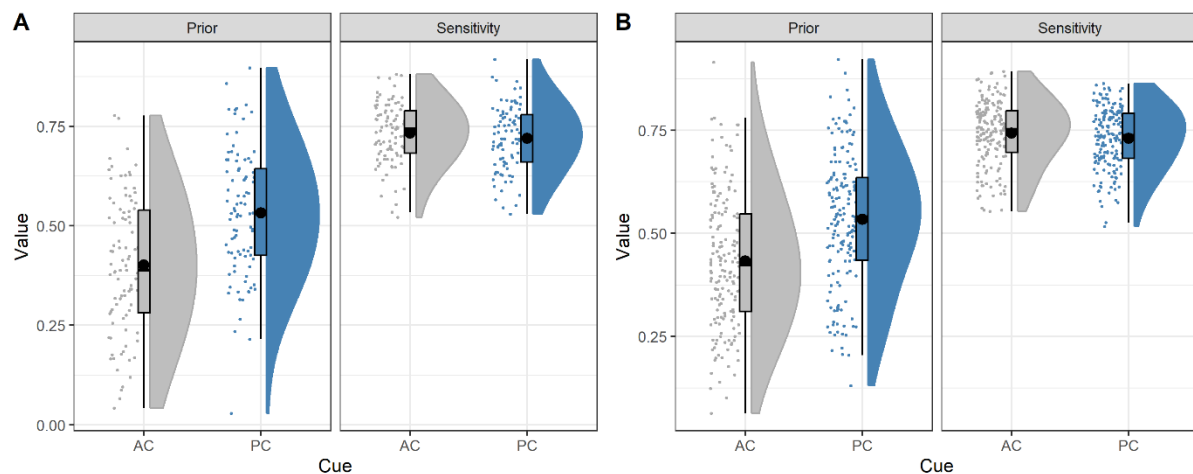 A
Prior
Sensitivity
Value
0.75
0.50
0.25
0.00
AC
PC
AC
PC
Cue
B
Prior
Sensitivity
Value
0.75
0.50
0.25
AC
PC
AC
PC
Cue